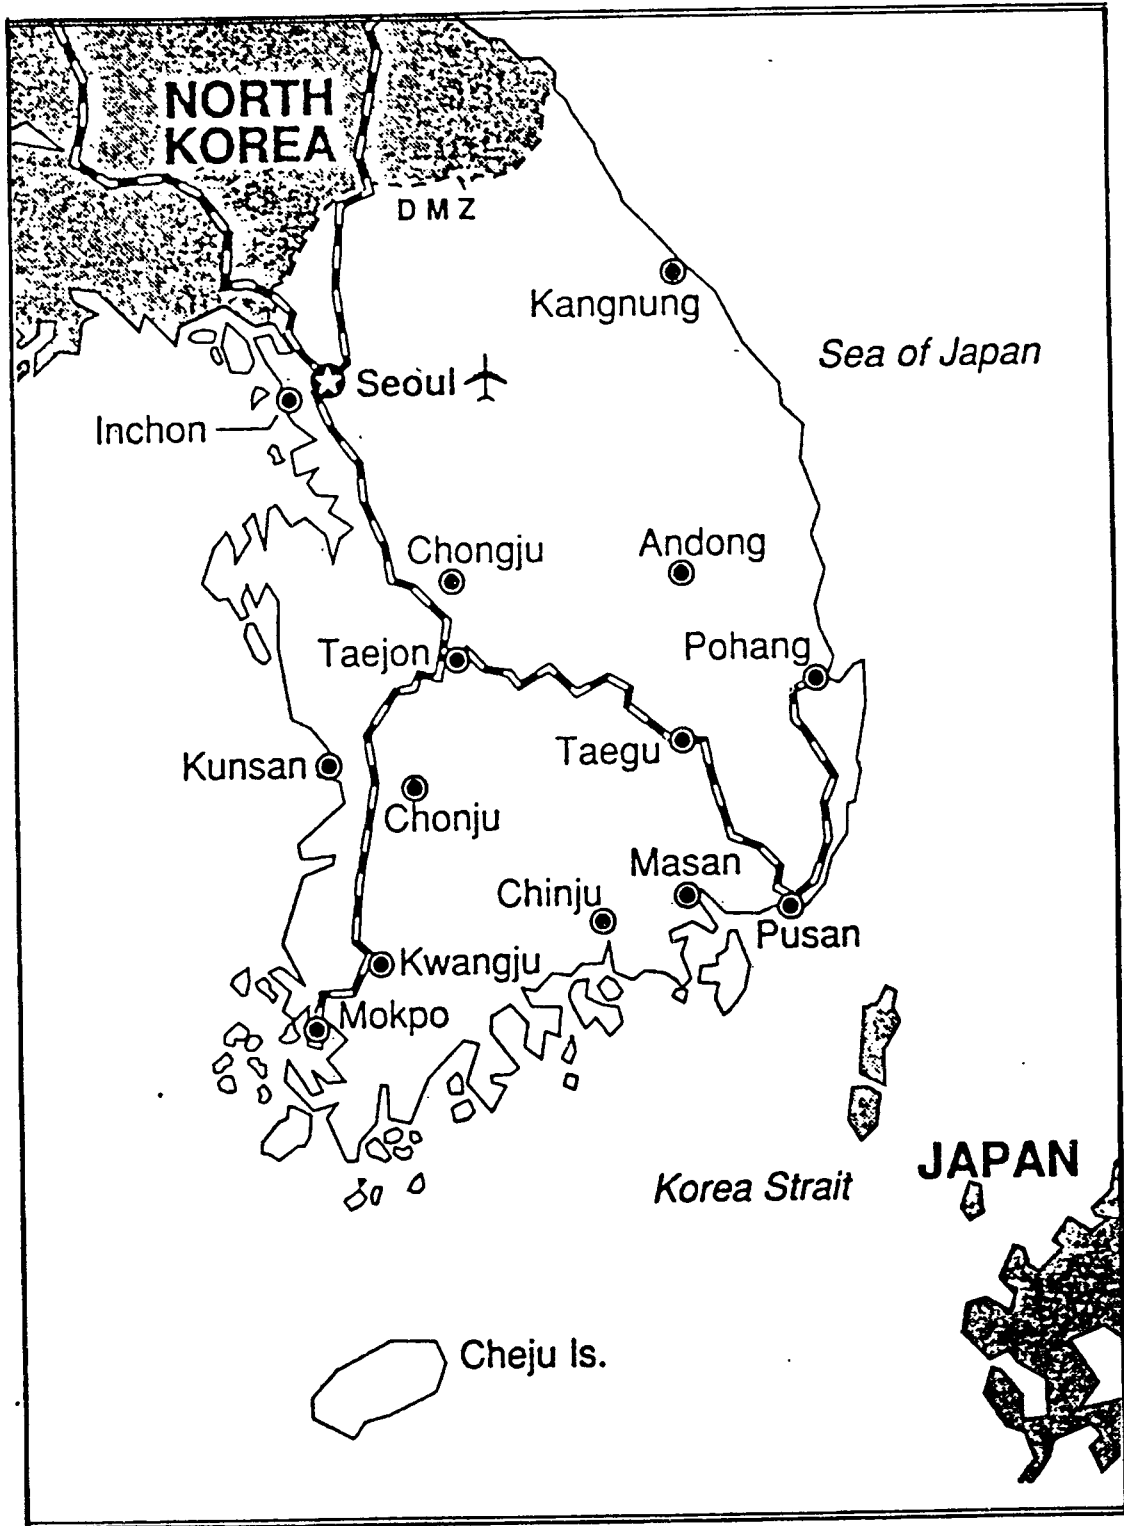 NORTH
KOREA
DMZ
Kangnung
Sea of Japan
Seoul
Inchon
Chongju
Andong
Taejon
Pohang
Taegu
Kunsan
Chonju
Masan
Chinju
Pusan
Kwangju
Mokpo
JAPAN
Korea Strait
Cheju Is.